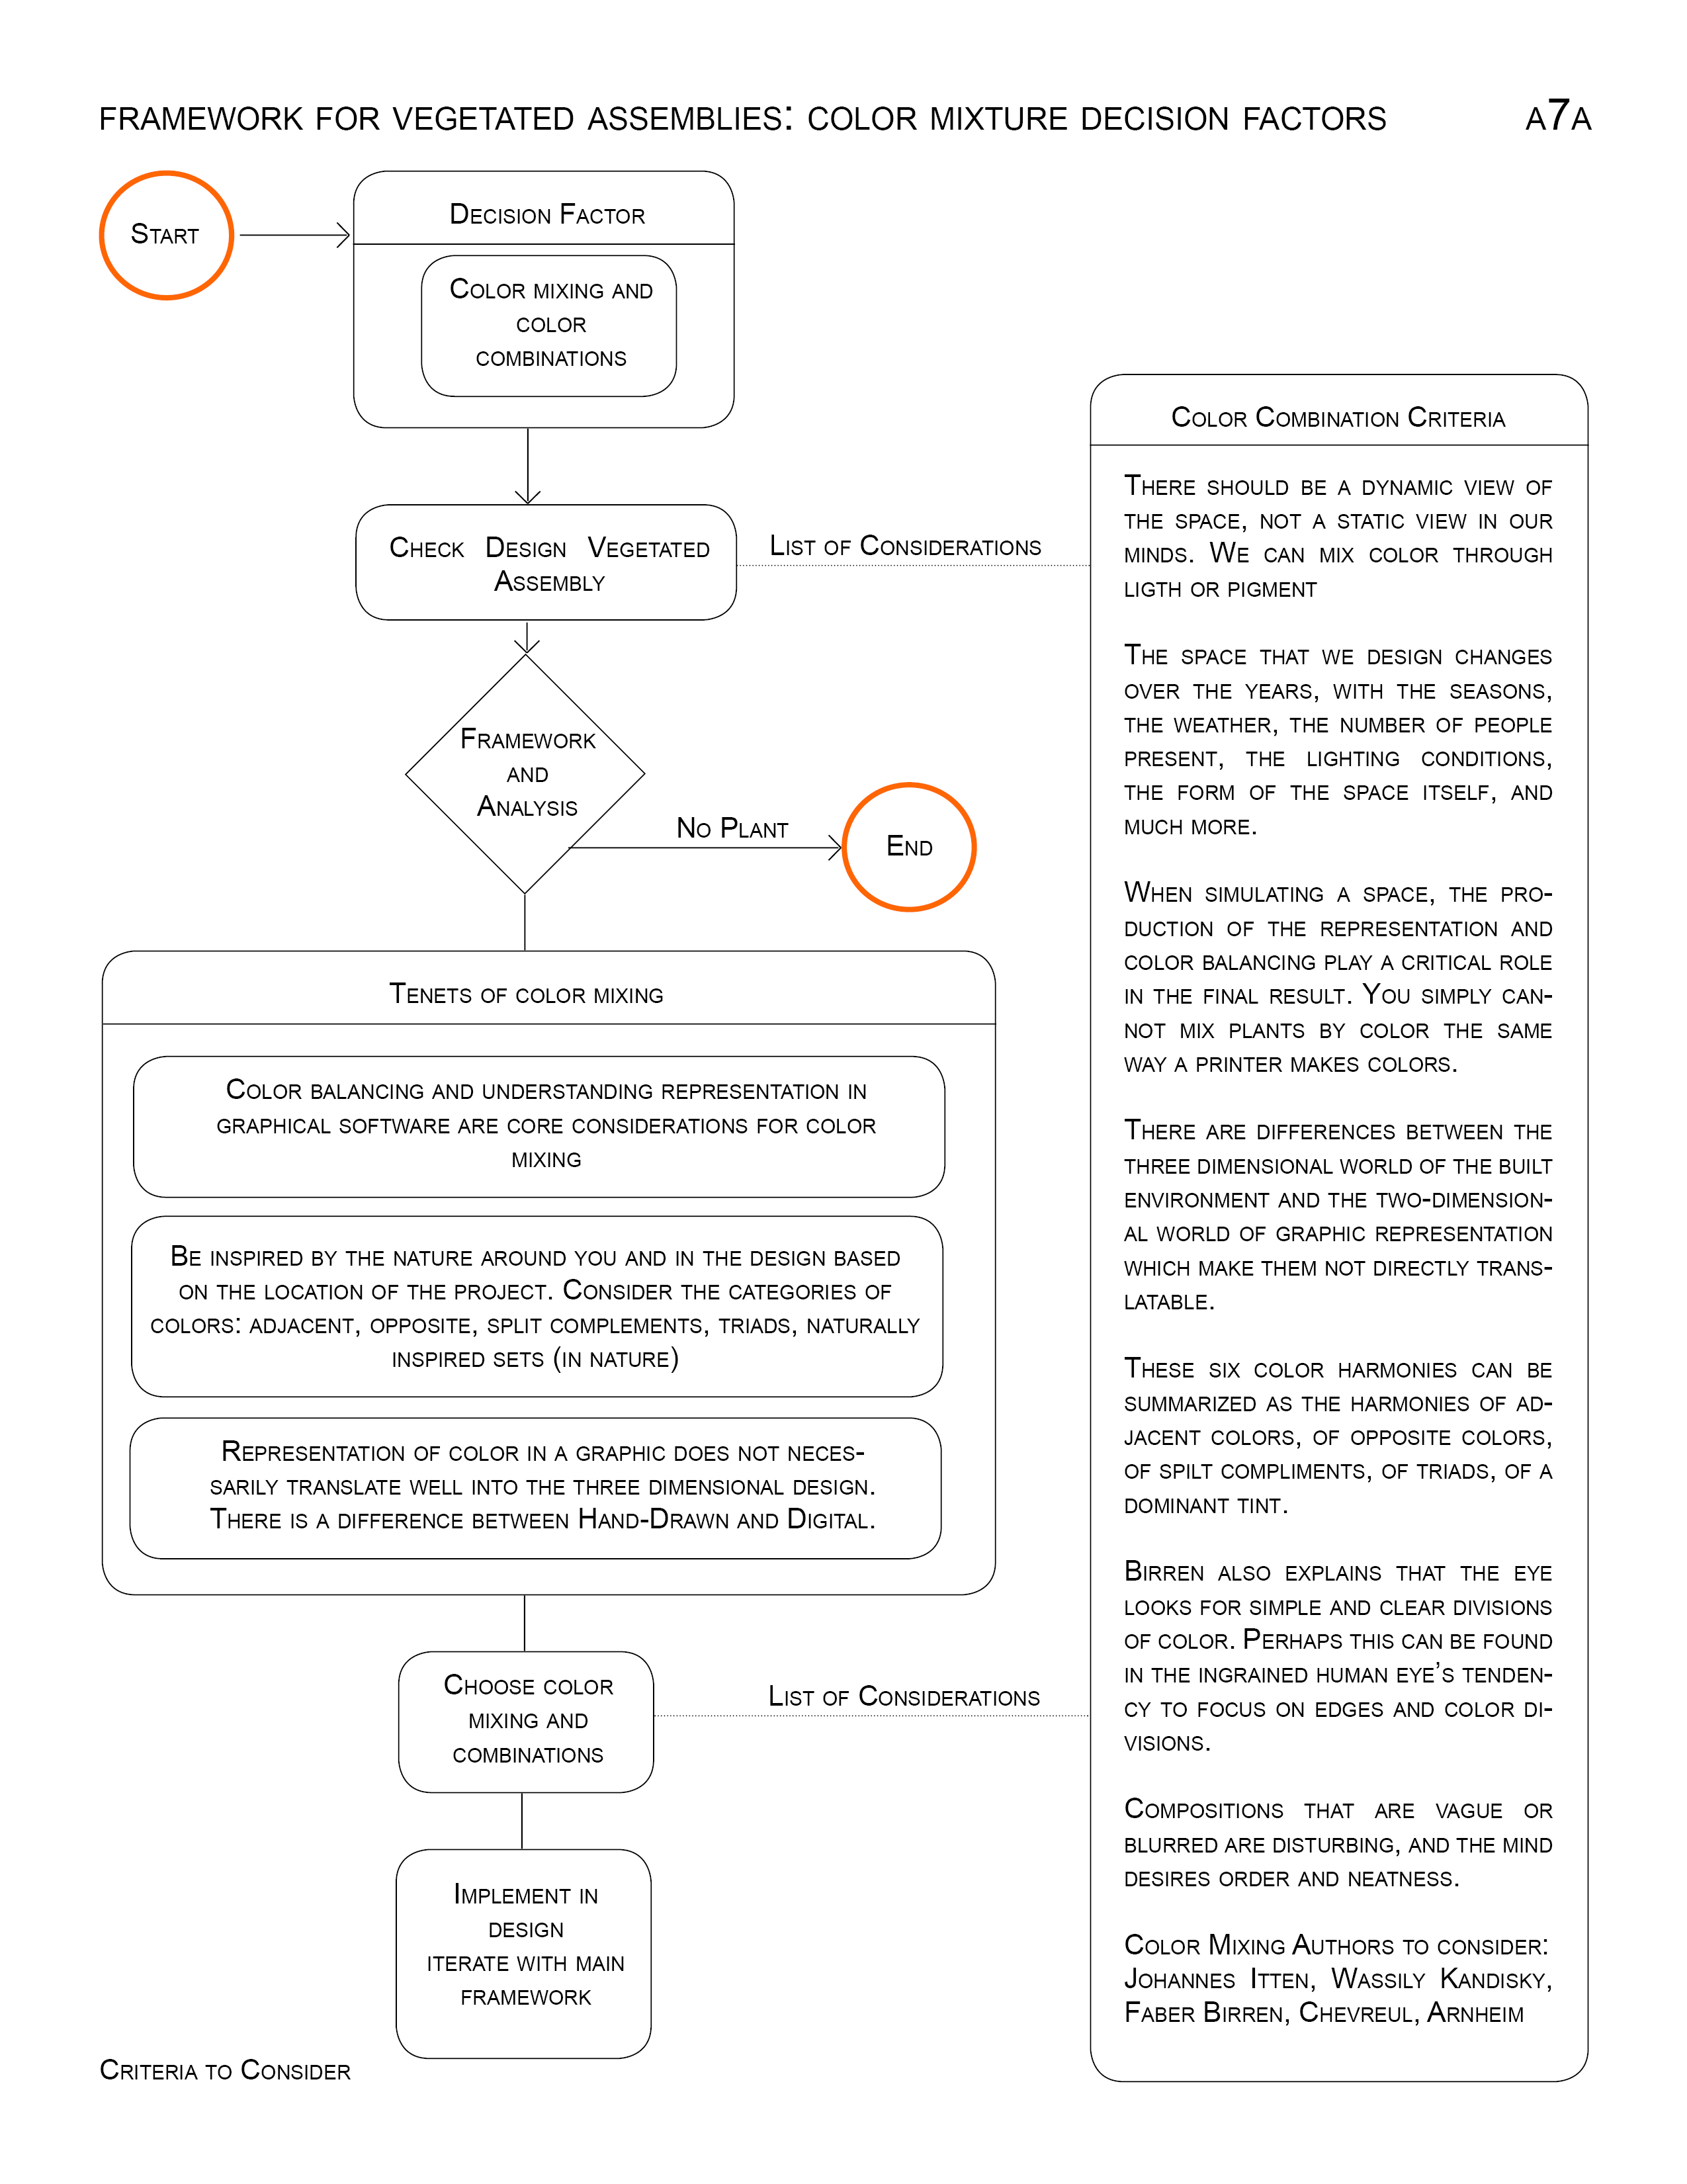 FRAMEWORK FOR VEGETATED ASSEMBLIES: COLOR MIXTURE DECISION FACTORS
A7A
START
DECISION FACTOR
COLOR MIXING AND
COLOR
COMBINATIONS
CHECK DESIGN VEGETATED
ASSEMBLY
LIST OF CONSIDERATIONS
FRAMEWORK
AND
ANALYSIS
NO PLANT
END
TENETS OF COLOR MIXING
COLOR BALANCING AND UNDERSTANDING REPRESENTATION IN
GRAPHICAL SOFTWARE ARE CORE CONSIDERATIONS FOR COLOR
MIXING
BE INSPIRED BY THE NATURE AROUND YOU AND IN THE DESIGN BASED
ON THE LOCATION OF THE PROJECT. CONSIDER THE CATEGORIES OF
COLORS: ADJACENT, OPPOSITE, SPLIT COMPLEMENTS, TRIADS, NATURALLY
INSPIRED SETS (IN NATURE)
REPRESENTATION OF COLOR IN A GRAPHIC DOES NOT NECES-
SARILY TRANSLATE WELL INTO THE THREE DIMENSIONAL DESIGN.
THERE IS A DIFFERENCE BETWEEN HAND-DRAWN AND DIGITAL.
CHOOSE COLOR
MIXING AND
COMBINATIONS
LIST OF CONSIDERATIONS
IMPLEMENT IN
DESIGN
ITERATE WITH MAIN
FRAMEWORK
CRITERIA TO CONSIDER
COLOR COMBINATION CRITERIA
THERE SHOULD BE A DYNAMIC VIEW OF
THE SPACE, NOT A STATIC VIEW IN OUR
MINDS. WE CAN MIX COLOR THROUGH
LIGTH OR PIGMENT
THE SPACE THAT WE DESIGN CHANGES
OVER THE YEARS, WITH THE SEASONS,
THE WEATHER, THE NUMBER OF PEOPLE
PRESENT, THE LIGHTING CONDITIONS,
THE FORM OF THE SPACE ITSELF, AND
MUCH MORE.
WHEN SIMULATING A SPACE, THE PRO-
DUCTION OF THE REPRESENTATION AND
COLOR BALANCING PLAY A CRITICAL ROLE
IN THE FINAL RESULT. YOU SIMPLY CAN-
NOT MIX PLANTS BY COLOR THE SAME
WAY A PRINTER MAKES COLORS.
THERE ARE DIFFERENCES BETWEEN THE
THREE DIMENSIONAL WORLD OF THE BUILT
ENVIRONMENT AND THE TWO-DIMENSION-
AL WORLD OF GRAPHIC REPRESENTATION
WHICH MAKE THEM NOT DIRECTLY TRANS-
LATABLE.
THESE SIX COLOR HARMONIES CAN BE
SUMMARIZED AS THE HARMONIES OF AD-
JACENT COLORS, OF OPPOSITE COLORS,
OF SPILT COMPLIMENTS, OF TRIADS, OF A
DOMINANT TINT.
BIRREN ALSO EXPLAINS THAT THE EYE
LOOKS FOR SIMPLE AND CLEAR DIVISIONS
OF COLOR. PERHAPS THIS CAN BE FOUND
IN THE INGRAINED HUMAN EYE'S TENDEN-
CY TO FOCUS ON EDGES AND COLOR DI-
VISIONS.
COMPOSITIONS THAT ARE VAGUE OR
BLURRED ARE DISTURBING, AND THE MIND
DESIRES ORDER AND NEATNESS.
COLOR MIXING AUTHORS TO CONSIDER:
JOHANNES ITTEN, WASSILY KANDISKY,
FABER BIRREN, CHEVREUL, ARNHEIM